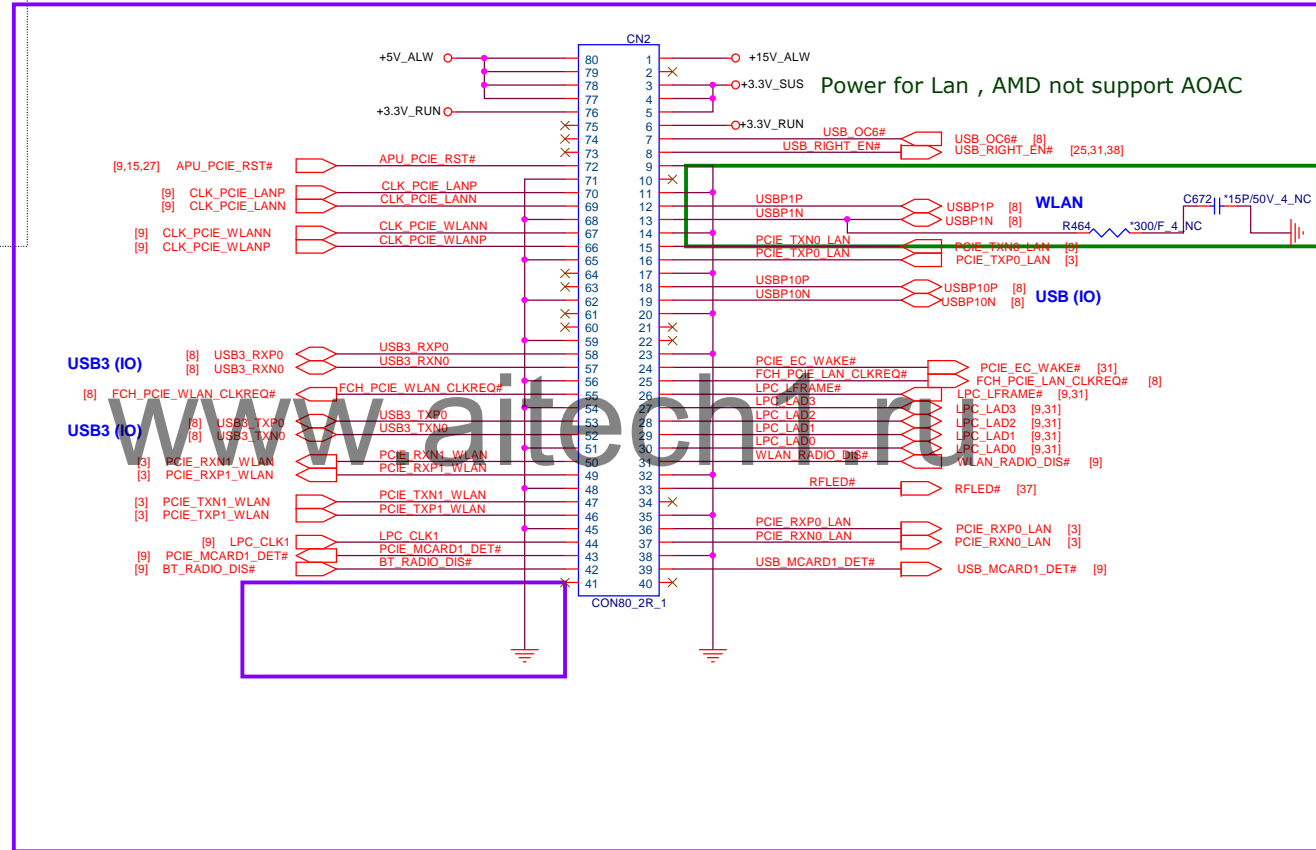 CN2
+5V_ALW 80 1 +15V_ALW
79 2
78 3 +3.3V_SUS Power for Lan , AMD not support AOAC
77 4
+3.3V_RUN 76 5
75 6 +3.3V_RUN
74 7 USB_OC6# USB_OC6# [8]
73 8 USB_RIGHT_EN# USB_RIGHT_EN# [25,31,38]
[9,15,27] APU_PCIE_RST# APU_PCIE_RST# 72 9
71 10
[9] CLK_PCIE_LANP CLK_PCIE_LANP 70 11
[9] CLK_PCIE_LANN CLK_PCIE_LANN 69 12 USBP1P USBP1P [8] WLAN C672 *15P/50V_4_NC
68 13 USBP1N USBP1N [8]
[9] CLK_PCIE_WLANN CLK_PCIE_WLANN 67 14 R464 *300/F_4_NC
[9] CLK_PCIE_WLANP CLK_PCIE_WLANP 66 15 PCIE_TXN0_LAN PCIE_TXN0_LAN [3]
65 16 PCIE_TXP0_LAN PCIE_TXP0_LAN [3]
64 17
63 18 USBP10P USBP10P [8]
62 19 USBP10N USBP10N [8] USB (IO)
61 20
60 21
59 22
USB3 (IO) [8] USB3_RXP0 USB3_RXP0 58 23
[8] USB3_RXN0 USB3_RXN0 57 24 PCIE_EC_WAKE# PCIE_EC_WAKE# [31]
56 25 FCH_PCIE_LAN_CLKREQ# FCH_PCIE_LAN_CLKREQ# [8]
[8] FCH_PCIE_WLAN_CLKREQ# FCH_PCIE_WLAN_CLKREQ# 55 26 LPC_LFRAME# LPC_LFRAME# [9,31]
54 27 LPC_LAD3 LPC_LAD3 [9,31]
USB3 (IO) [8] USB3_TXP0 USB3_TXP0 53 28 LPC_LAD2 LPC_LAD2 [9,31]
[8] USB3_TXN0 USB3_TXN0 52 29 LPC_LAD1 LPC_LAD1 [9,31]
51 30 LPC_LAD0 LPC_LAD0 [9,31]
[3] PCIE_RXN1_WLAN PCIE_RXN1_WLAN 50 31 WLAN_RADIO_DIS# WLAN_RADIO_DIS# [9]
[3] PCIE_RXP1_WLAN PCIE_RXP1_WLAN 49 32
48 33 RFLED# RFLED# [37]
[3] PCIE_TXN1_WLAN PCIE_TXN1_WLAN 47 34
[3] PCIE_TXP1_WLAN PCIE_TXP1_WLAN 46 35
45 36 PCIE_RXP0_LAN PCIE_RXP0_LAN [3]
[9] LPC_CLK1 LPC_CLK1 44 37 PCIE_RXN0_LAN PCIE_RXN0_LAN [3]
[9] PCIE_MCARD1_DET# PCIE_MCARD1_DET# 43 38
[9] BT_RADIO_DIS# BT_RADIO_DIS# 42 39 USB_MCARD1_DET# USB_MCARD1_DET# [9]
41 40
CON80_2R_1
www.aitech1.ru